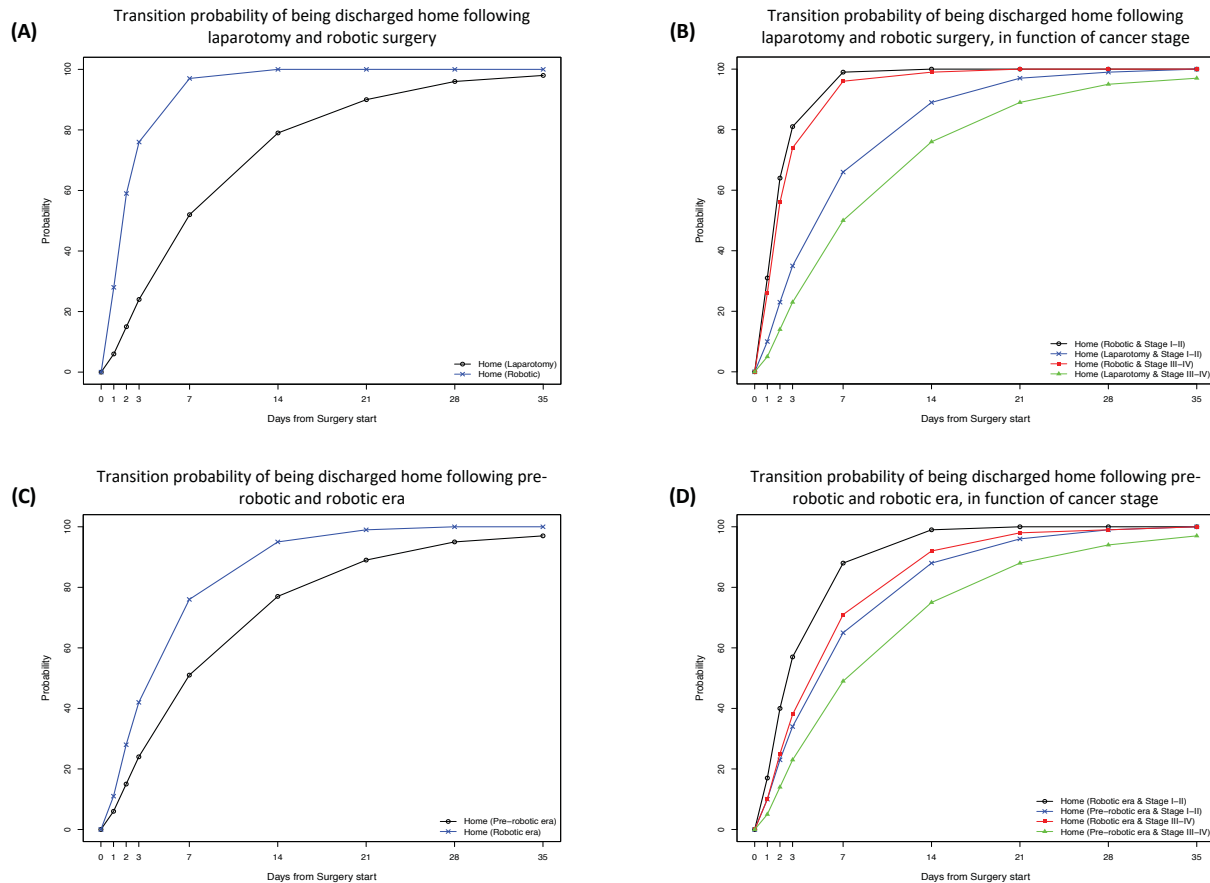 (A)
Transition probability of being discharged home following
laparotomy and robotic surgery
Probability
100
80
60
40
20
0
Home (Laparotomy)
Home (Robotic)
0 1 2 3 7 14 21 28 35
Days from Surgery start
(B)
Transition probability of being discharged home following
laparotomy and robotic surgery, in function of cancer stage
Probability
100
80
60
40
20
0
Home (Robotic & Stage I−II)
Home (Laparotomy & Stage I−II)
Home (Robotic & Stage III−IV)
Home (Laparotomy & Stage III−IV)
0 1 2 3 7 14 21 28 35
Days from Surgery start
(C)
Transition probability of being discharged home following pre-
robotic and robotic era
Probability
100
80
60
40
20
0
Home (Pre−robotic era)
Home (Robotic era)
0 1 2 3 7 14 21 28 35
Days from Surgery start
(D)
Transition probability of being discharged home following pre-
robotic and robotic era, in function of cancer stage
Probability
100
80
60
40
20
0
Home (Robotic era & Stage I−II)
Home (Pre−robotic era & Stage I−II)
Home (Robotic era & Stage III−IV)
Home (Pre−robotic era & Stage III−IV)
0 1 2 3 7 14 21 28 35
Days from Surgery start